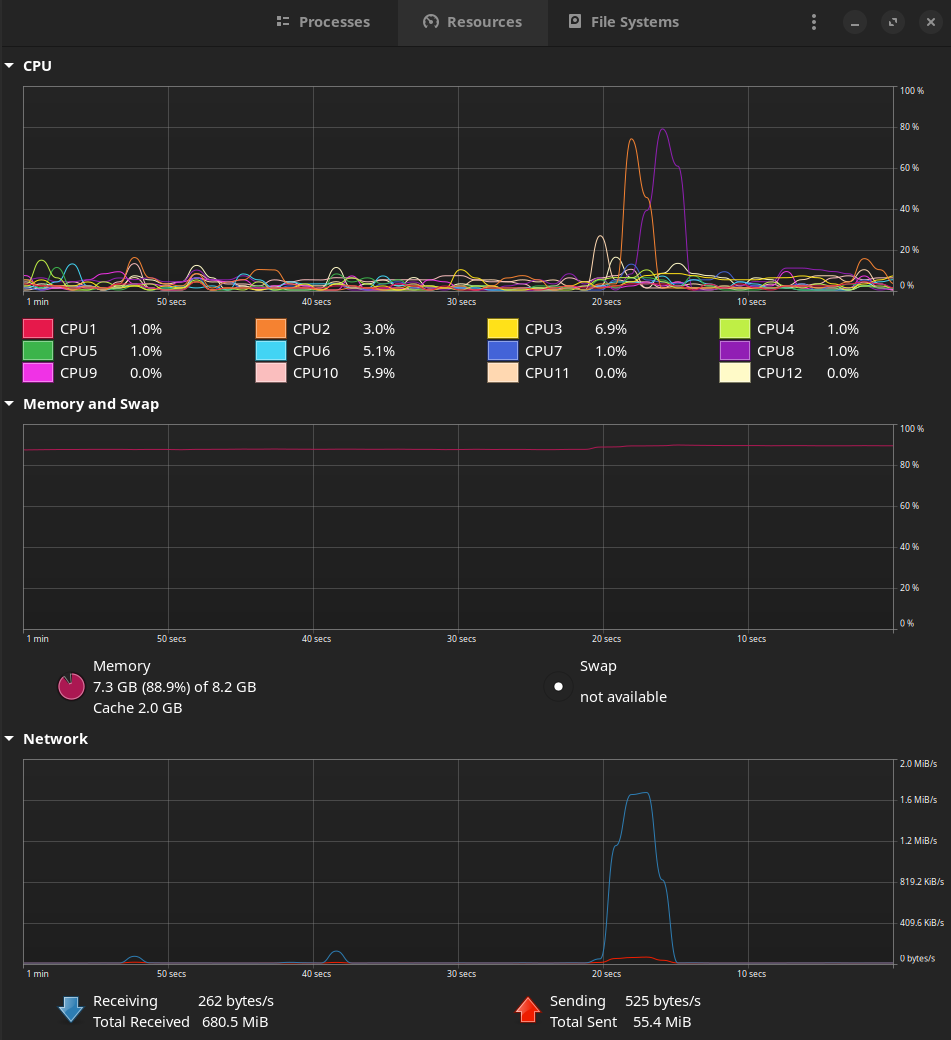 Processes Resources File Systems
CPU
100 %
80 %
60 %
40 %
20 %
0 %
1 min 50 secs 40 secs 30 secs 20 secs 10 secs
CPU1 1.0% CPU2 3.0% CPU3 6.9% CPU4 1.0%
CPU5 1.0% CPU6 5.1% CPU7 1.0% CPU8 1.0%
CPU9 0.0% CPU10 5.9% CPU11 0.0% CPU12 0.0%
Memory and Swap
100 %
80 %
60 %
40 %
20 %
0 %
1 min 50 secs 40 secs 30 secs 20 secs 10 secs
Memory
7.3 GB (88.9%) of 8.2 GB
Cache 2.0 GB
Swap
not available
Network
2.0 MiB/s
1.6 MiB/s
1.2 MiB/s
819.2 KiB/s
409.6 KiB/s
0 bytes/s
1 min 50 secs 40 secs 30 secs 20 secs 10 secs
Receiving 262 bytes/s
Total Received 680.5 MiB
Sending 525 bytes/s
Total Sent 55.4 MiB